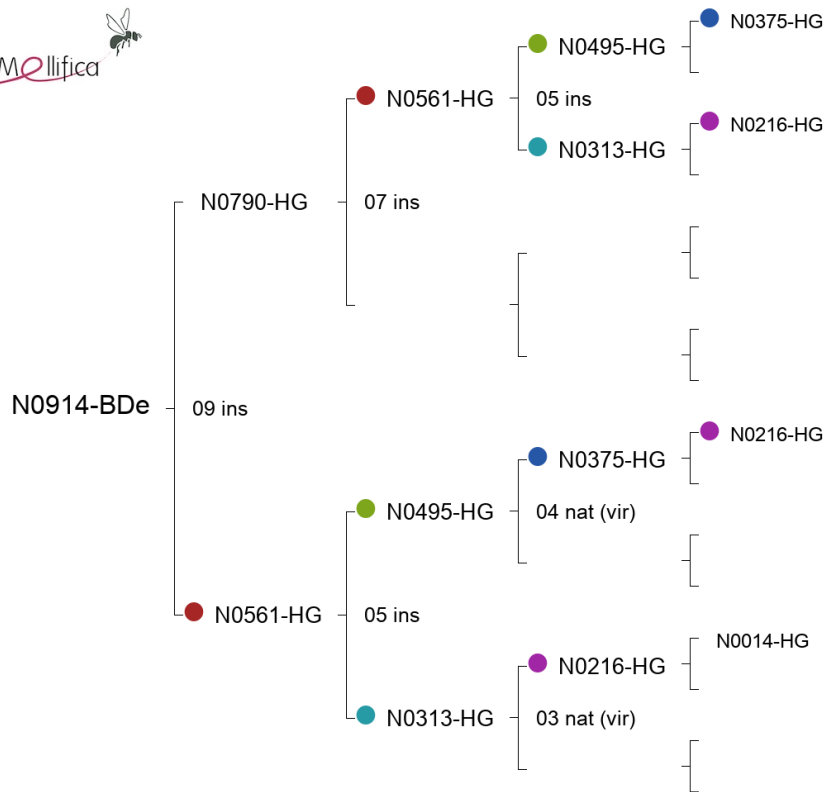 Mellifica
N0375-HG
N0495-HG
N0561-HG
05 ins
N0216-HG
N0313-HG
N0790-HG
07 ins
N0914-BDe
09 ins
N0216-HG
N0375-HG
N0495-HG
04 nat (vir)
N0561-HG
05 ins
N0014-HG
N0216-HG
N0313-HG
03 nat (vir)